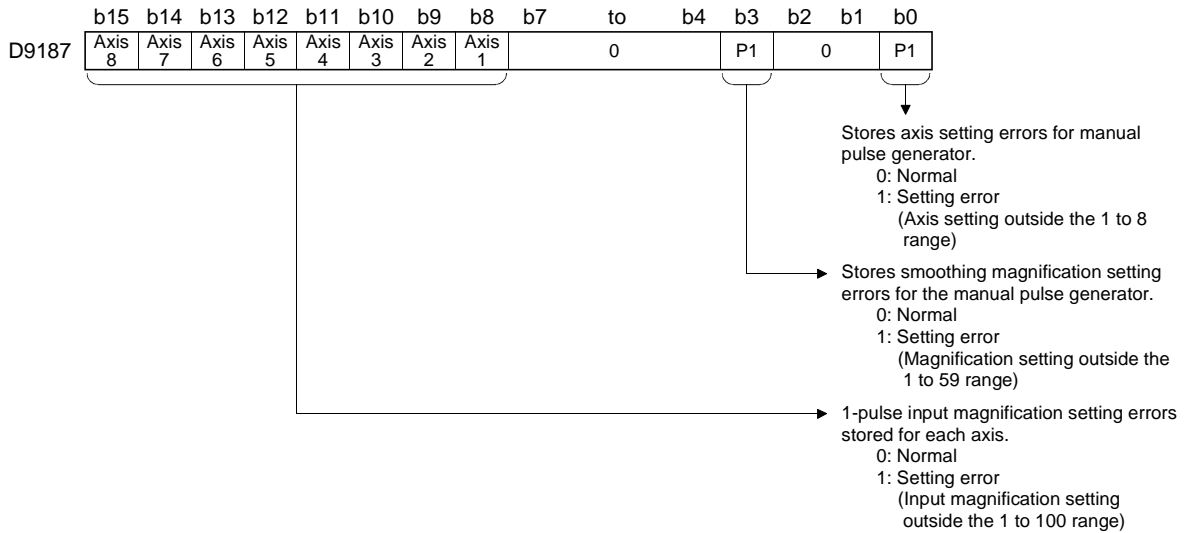 b15 b14 b13 b12 b11 b10 b9 b8 b7 to b4 b3 b2 b1 b0
D9187 Axis 8 Axis 7 Axis 6 Axis 5 Axis 4 Axis 3 Axis 2 Axis 1 0 P1 0 P1
Stores axis setting errors for manual
pulse generator.
0: Normal
1: Setting error
(Axis setting outside the 1 to 8
range)
Stores smoothing magnification setting
errors for the manual pulse generator.
0: Normal
1: Setting error
(Magnification setting outside the
1 to 59 range)
1-pulse input magnification setting errors
stored for each axis.
0: Normal
1: Setting error
(Input magnification setting
outside the 1 to 100 range)